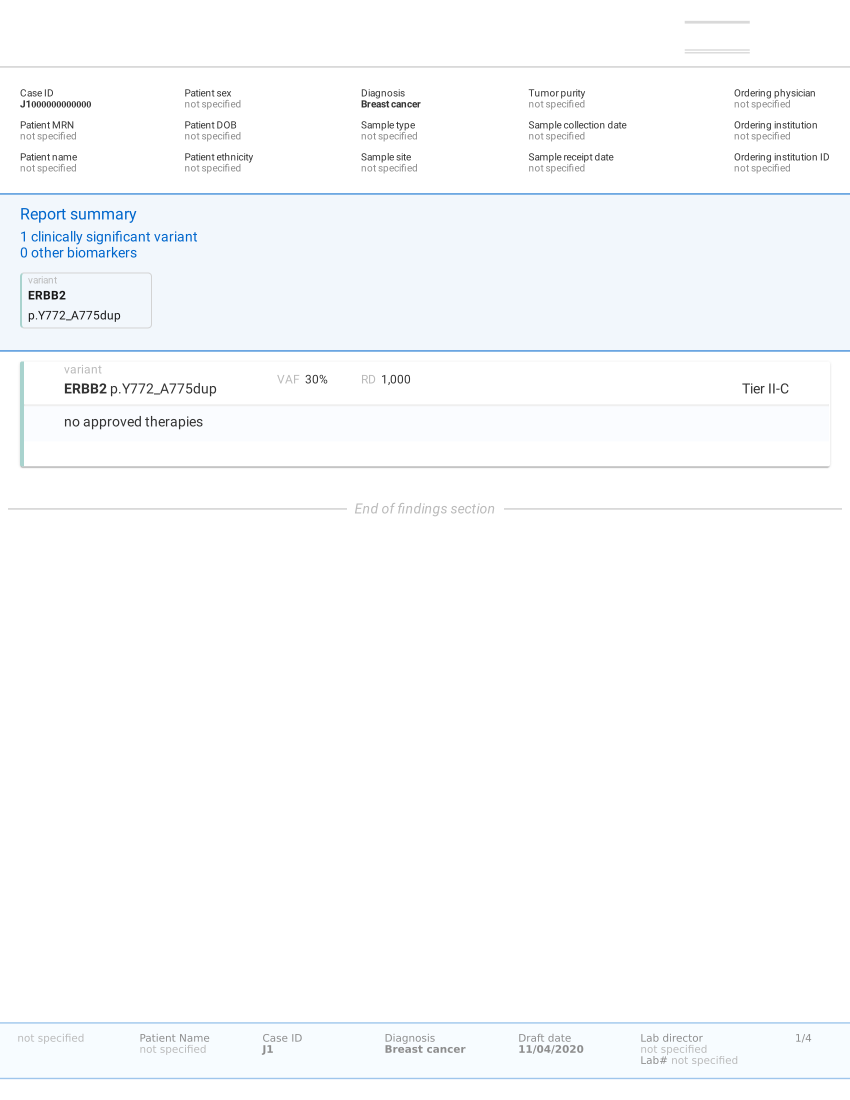 Case ID
J1000000000000
Patient sex
not specified
Diagnosis
Breast cancer
Tumor purity
not specified
Ordering physician
not specified
Patient MRN
not specified
Patient DOB
not specified
Sample type
not specified
Sample collection date
not specified
Ordering institution
not specified
Patient name
not specified
Patient ethnicity
not specified
Sample site
not specified
Sample receipt date
not specified
Ordering institution ID
not specified
Report summary
1 clinically significant variant
0 other biomarkers
variant
ERBB2
p.Y772_A775dup
variant
ERBB2 p.Y772_A775dup
VAF 30%
RD 1,000
Tier II-C
no approved therapies
End of findings section
not specified
Patient Name
not specified
Case ID
J1
Diagnosis
Breast cancer
Draft date
11/04/2020
Lab director
not specified
Lab# not specified
1/4